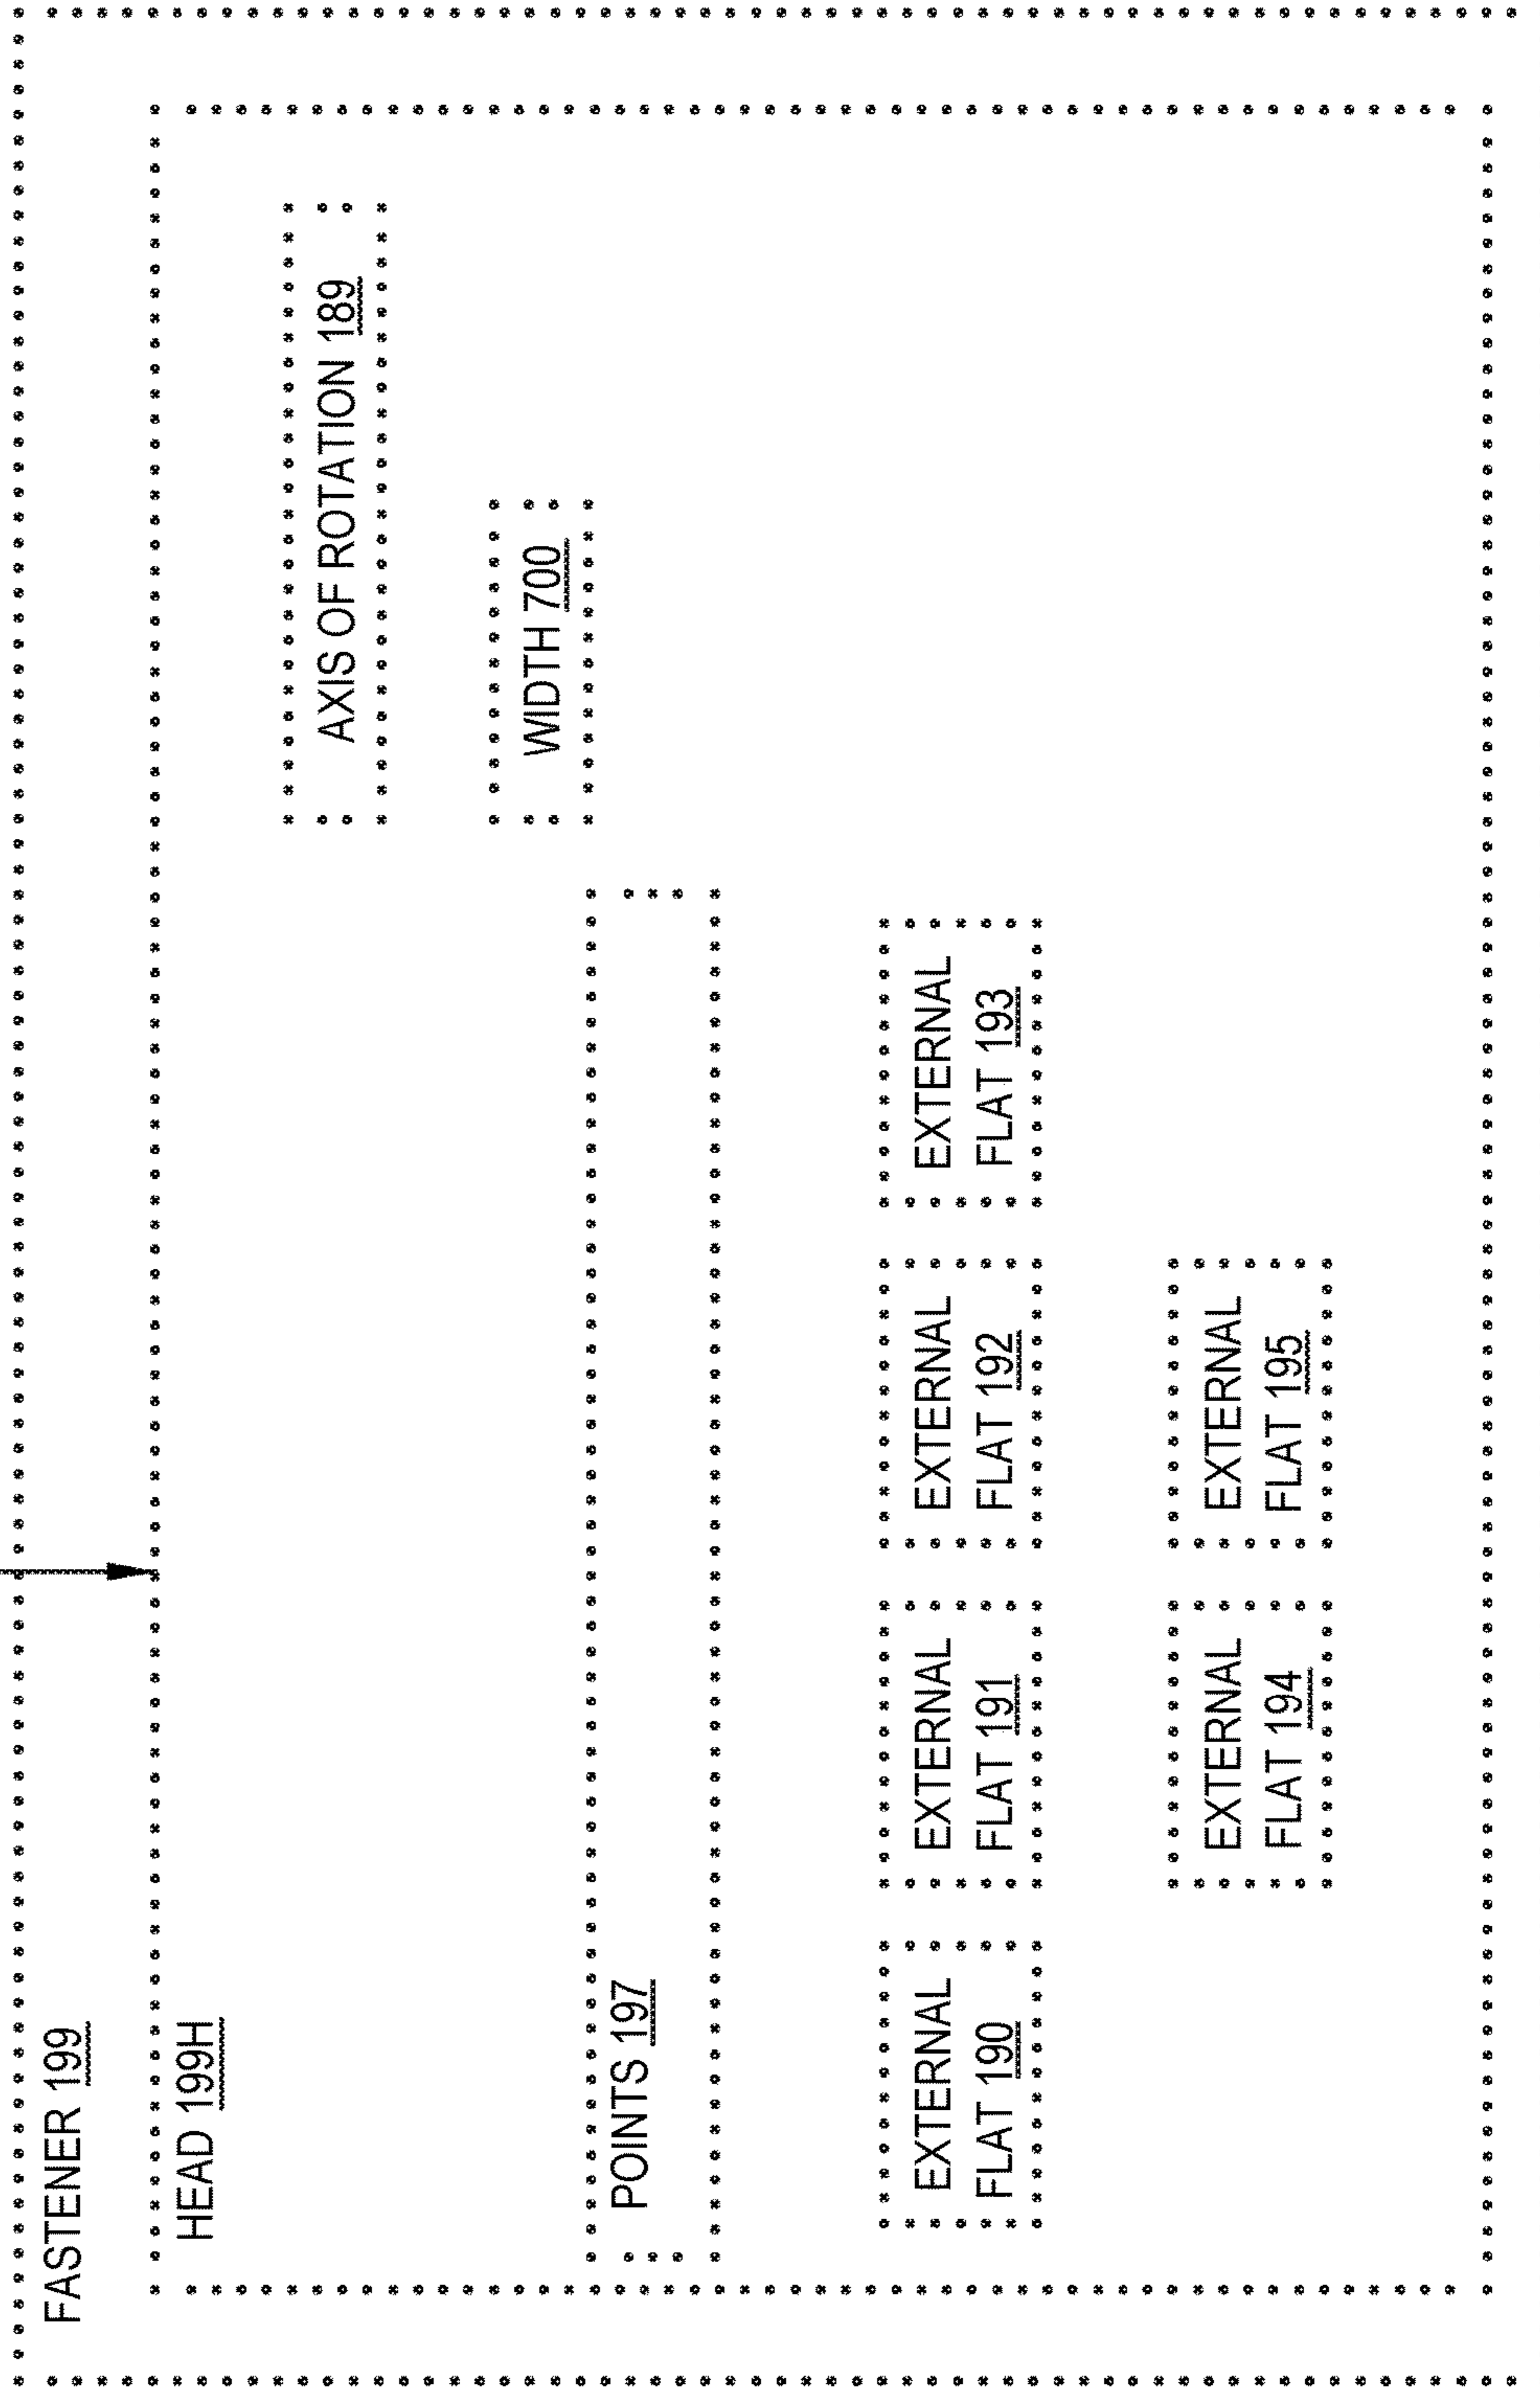 FASTENER 199
HEAD 199H
AXIS OF ROTATION 189
WIDTH 700
POINTS 197
EXTERNAL
FLAT 190
EXTERNAL
FLAT 191
EXTERNAL
FLAT 192
EXTERNAL
FLAT 193
EXTERNAL
FLAT 194
EXTERNAL
FLAT 195